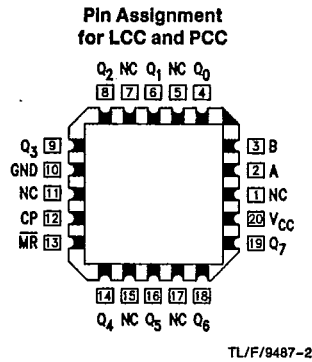 Pin Assignment
for LCC and PCC
Q2 NC Q1 NC Q0
8 7 6 5 4
Q3 9
GND 10
NC 11
CP 12
M̅R̅ 13
3 B
2 A
1 NC
20 VCC
19 Q7
14 15 16 17 18
Q4 NC Q5 NC Q6
TL/F/9487-2